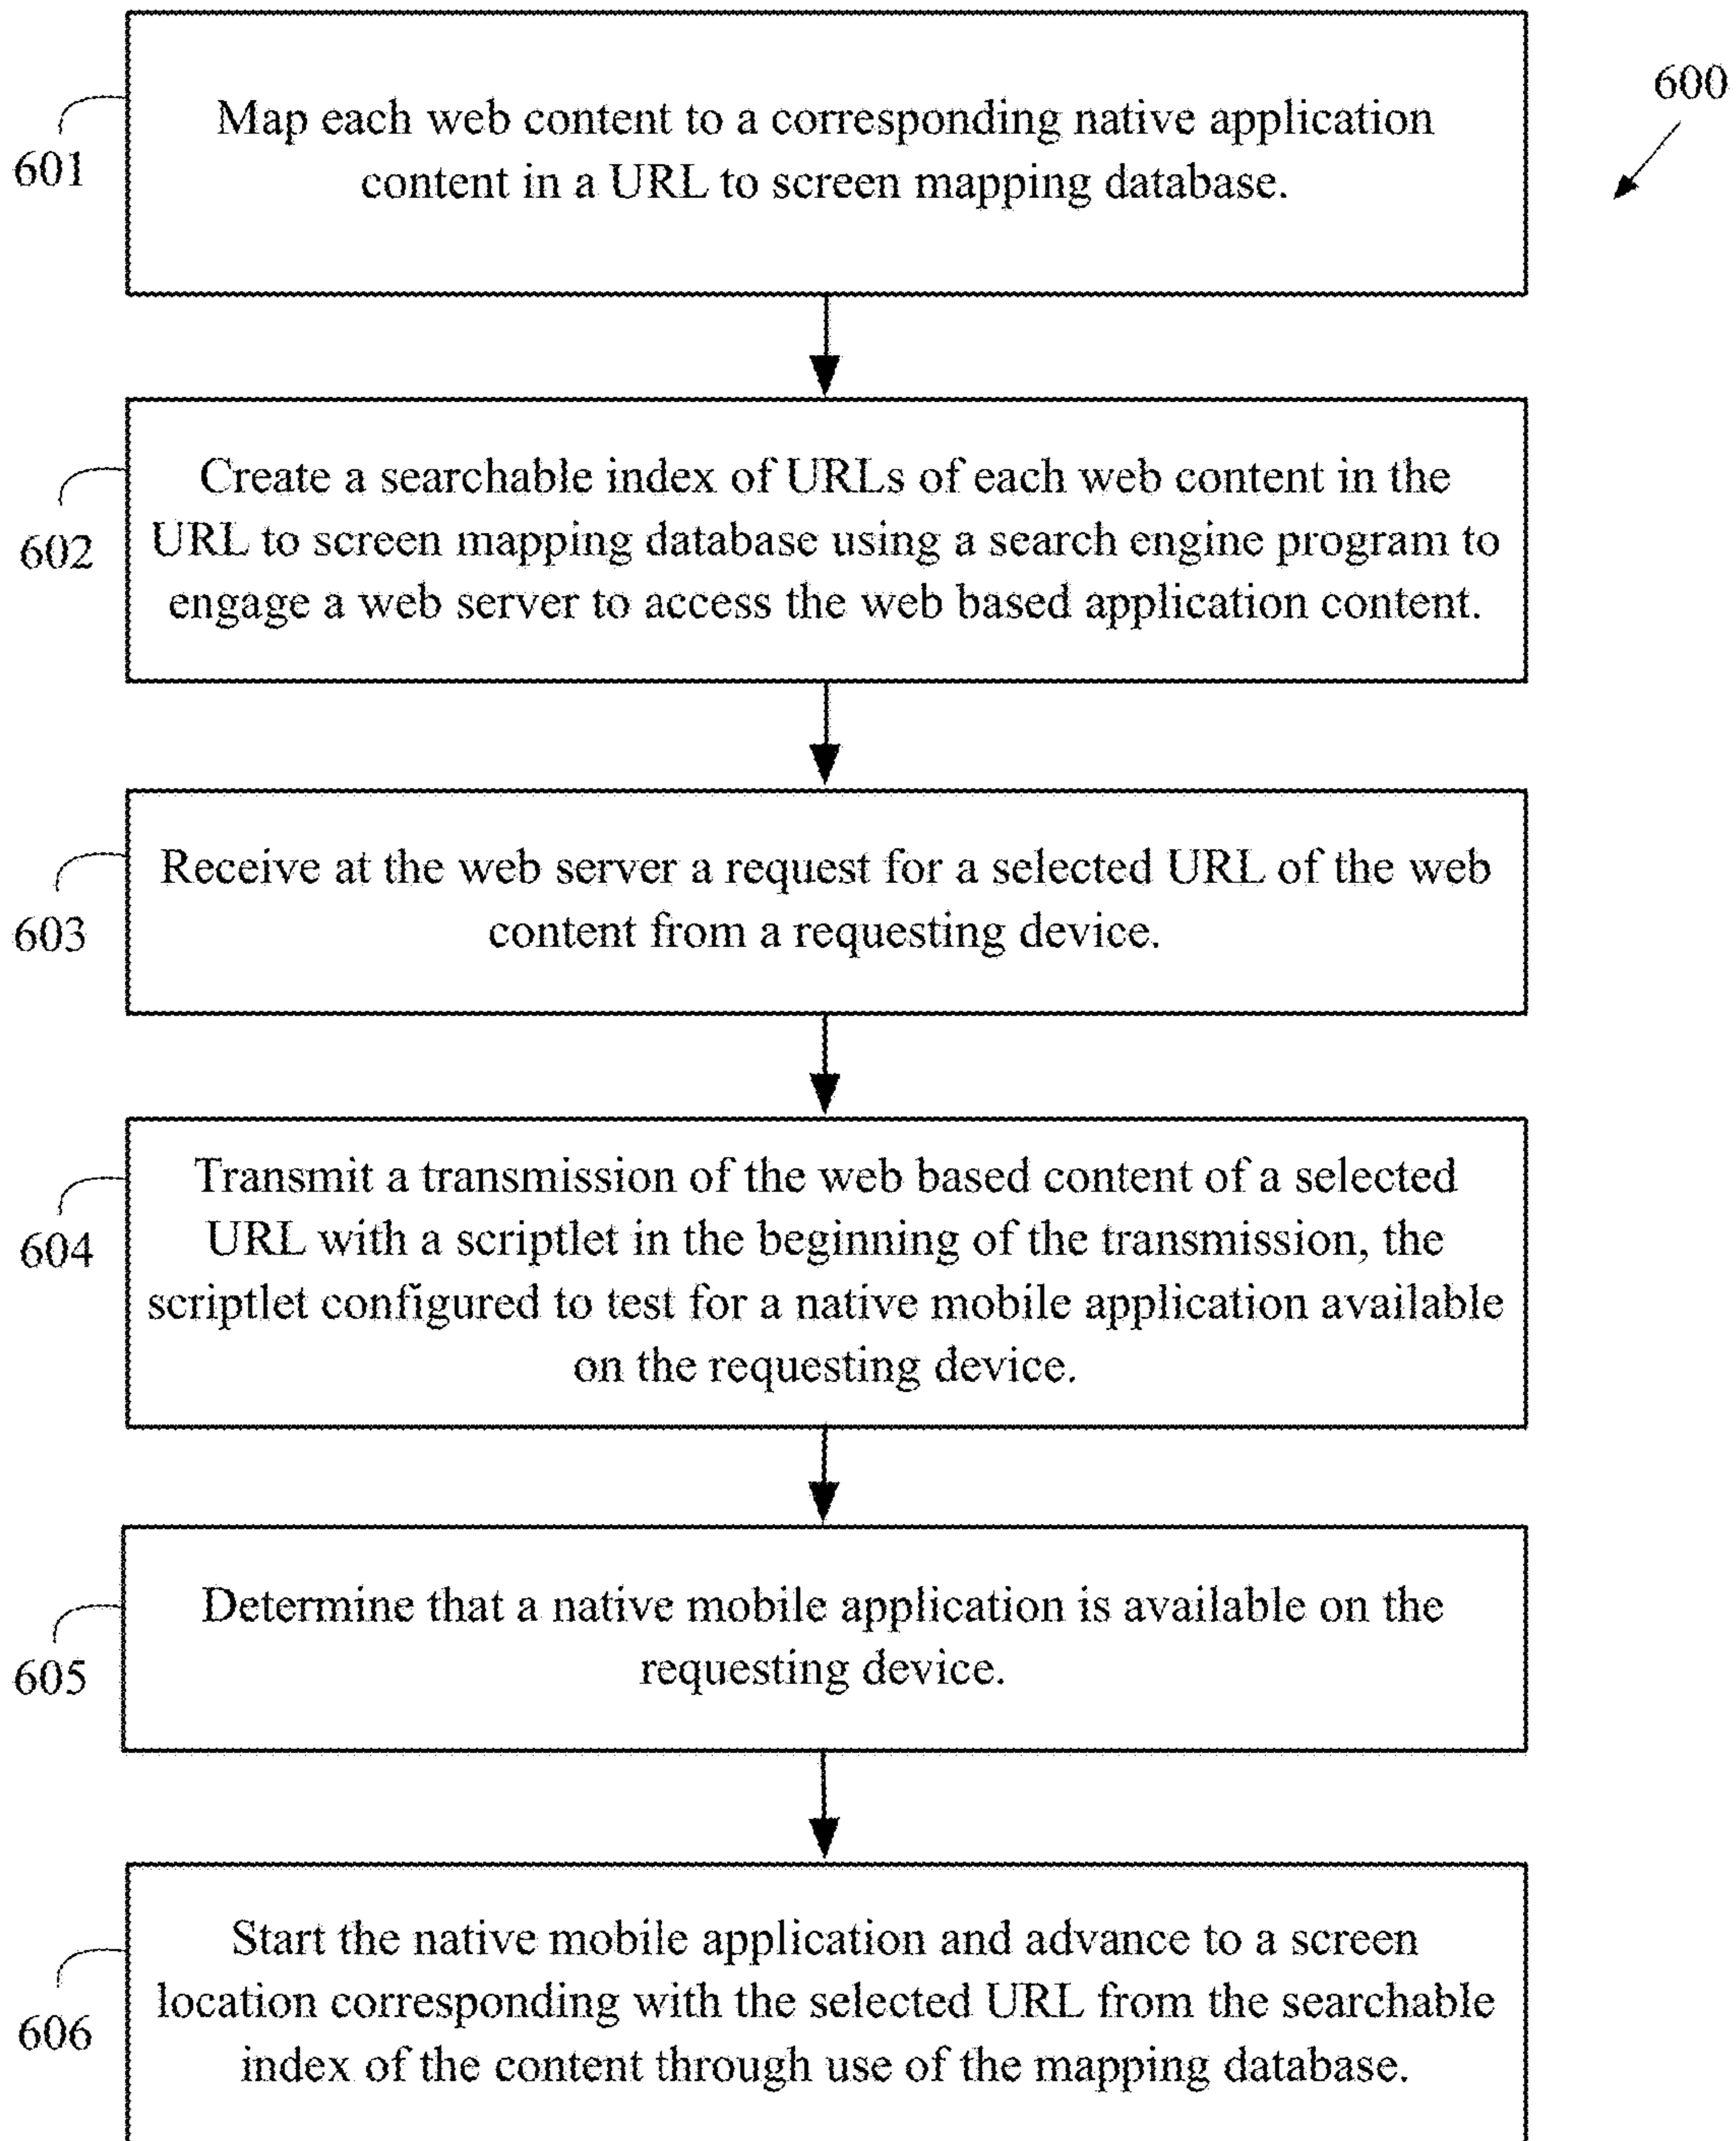 600
601
Map each web content to a corresponding native application
content in a URL to screen mapping database.
602
Create a searchable index of URLs of each web content in the
URL to screen mapping database using a search engine program to
engage a web server to access the web based application content.
603
Receive at the web server a request for a selected URL of the web
content from a requesting device.
604
Transmit a transmission of the web based content of a selected
URL with a scriptlet in the beginning of the transmission, the
scriptlet configured to test for a native mobile application available
on the requesting device.
605
Determine that a native mobile application is available on the
requesting device.
606
Start the native mobile application and advance to a screen
location corresponding with the selected URL from the searchable
index of the content through use of the mapping database.